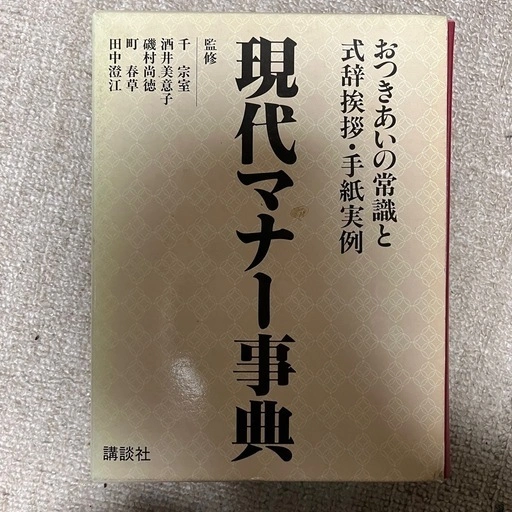 おつきあいの常識と
式辞挨拶・手紙実例
現代マナー事典
監修
千 宗室
酒井美意子
磯村尚徳
町 春草
田中澄江
講談社